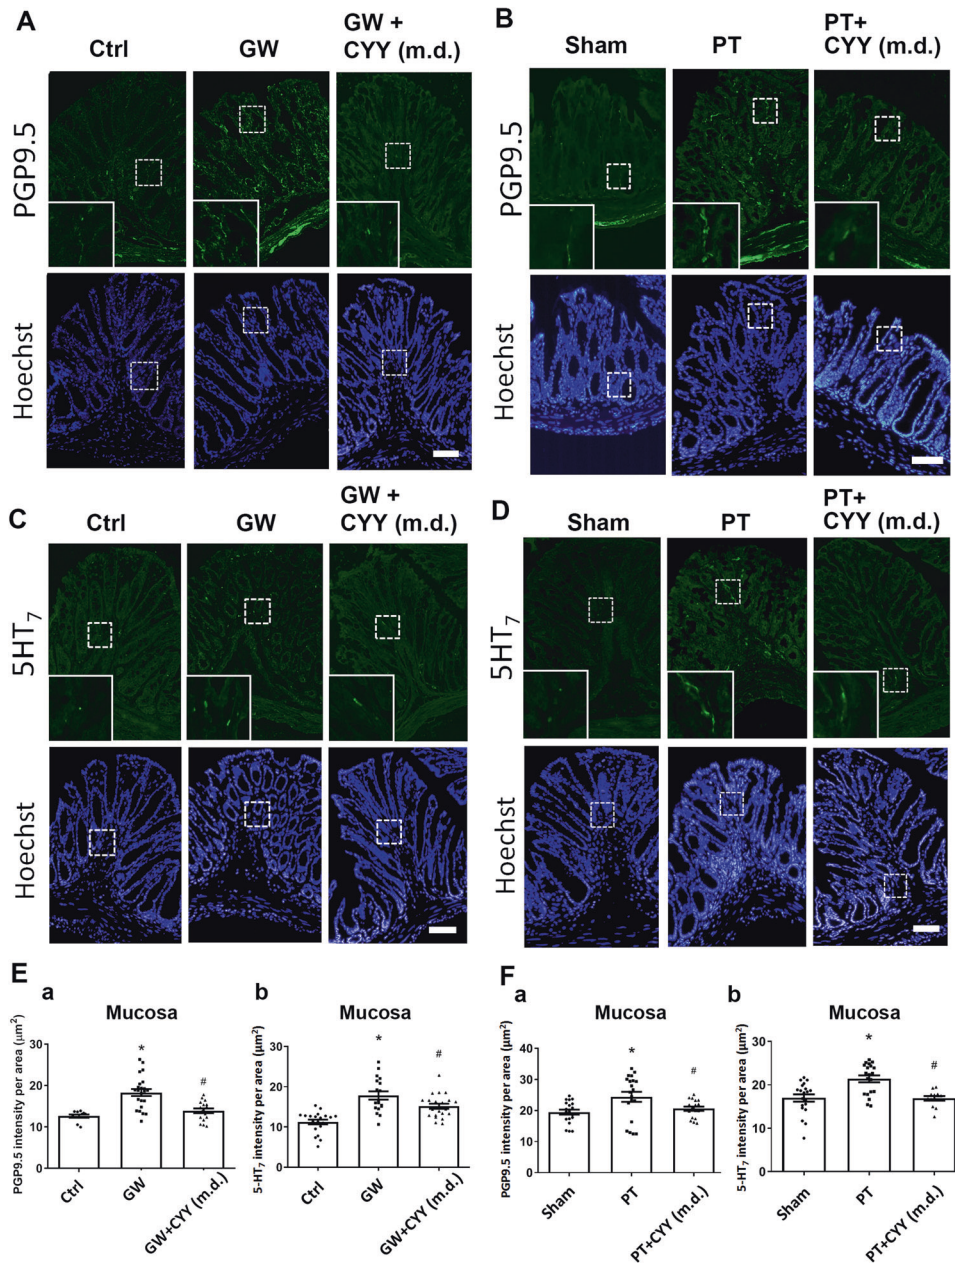 A
Ctrl
GW
GW +
CYY (m.d.)
PGP9.5
Hoechst
B
Sham
PT
PT+
CYY (m.d.)
PGP9.5
Hoechst
C
Ctrl
GW
GW +
CYY (m.d.)
5HT₇
Hoechst
D
Sham
PT
PT+
CYY (m.d.)
5HT₇
Hoechst
E
a
Mucosa
PGP9.5 intensity per area (μm²)
30
20
10
0
*
#
Ctrl
GW
GW+CYY (m.d.)
b
Mucosa
5-HT₇ intensity per area (μm²)
30
20
10
0
*
#
Ctrl
GW
GW+CYY (m.d.)
F
a
Mucosa
PGP9.5 intensity per area (μm²)
40
30
20
10
0
*
#
Sham
PT
PT+CYY (m.d.)
b
Mucosa
5-HT₇ intensity per area (μm²)
30
20
10
0
*
#
Sham
PT
PT+CYY (m.d.)